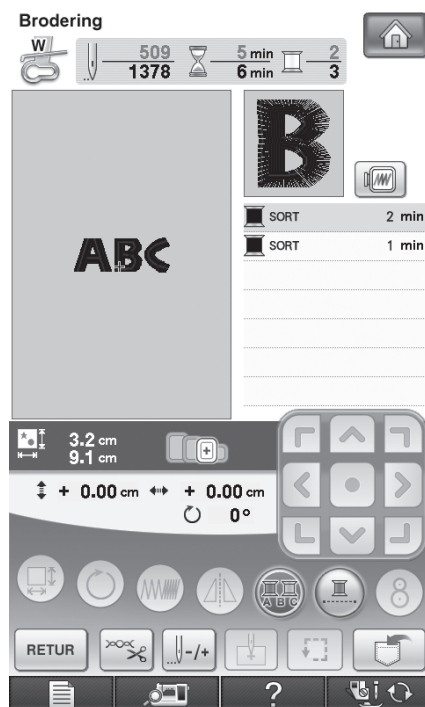 Brodering
W
509
1378
5 min
6 min
2
3
B
SORT 2 min
SORT 1 min
ABC
3.2 cm
9.1 cm
+ 0.00 cm + 0.00 cm
0°
A B C
8
RETUR
-/+
?